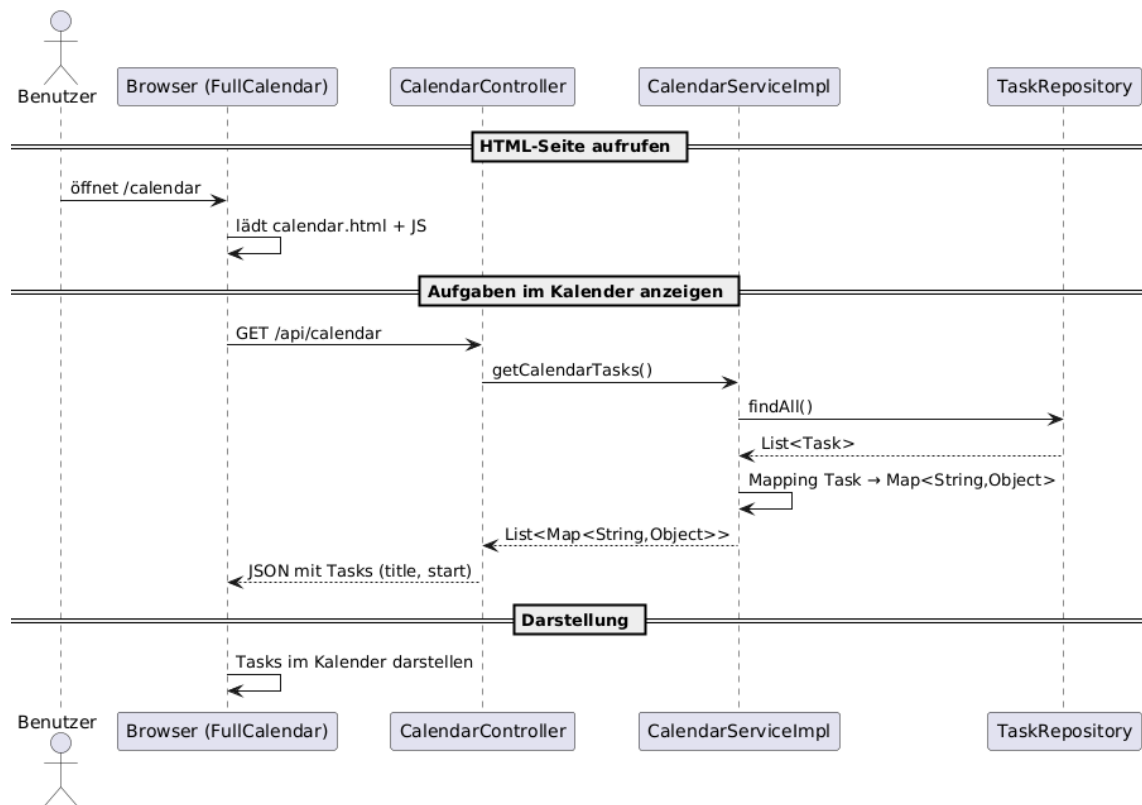 Benutzer
Browser (FullCalendar)
CalendarController
CalendarServiceImpl
TaskRepository
HTML-Seite aufrufen
öffnet /calendar
lädt calendar.html + JS
Aufgaben im Kalender anzeigen
GET /api/calendar
getCalendarTasks()
findAll()
List<Task>
Mapping Task → Map<String,Object>
List<Map<String,Object>>
JSON mit Tasks (title, start)
Darstellung
Tasks im Kalender darstellen
Benutzer
Browser (FullCalendar)
CalendarController
CalendarServiceImpl
TaskRepository